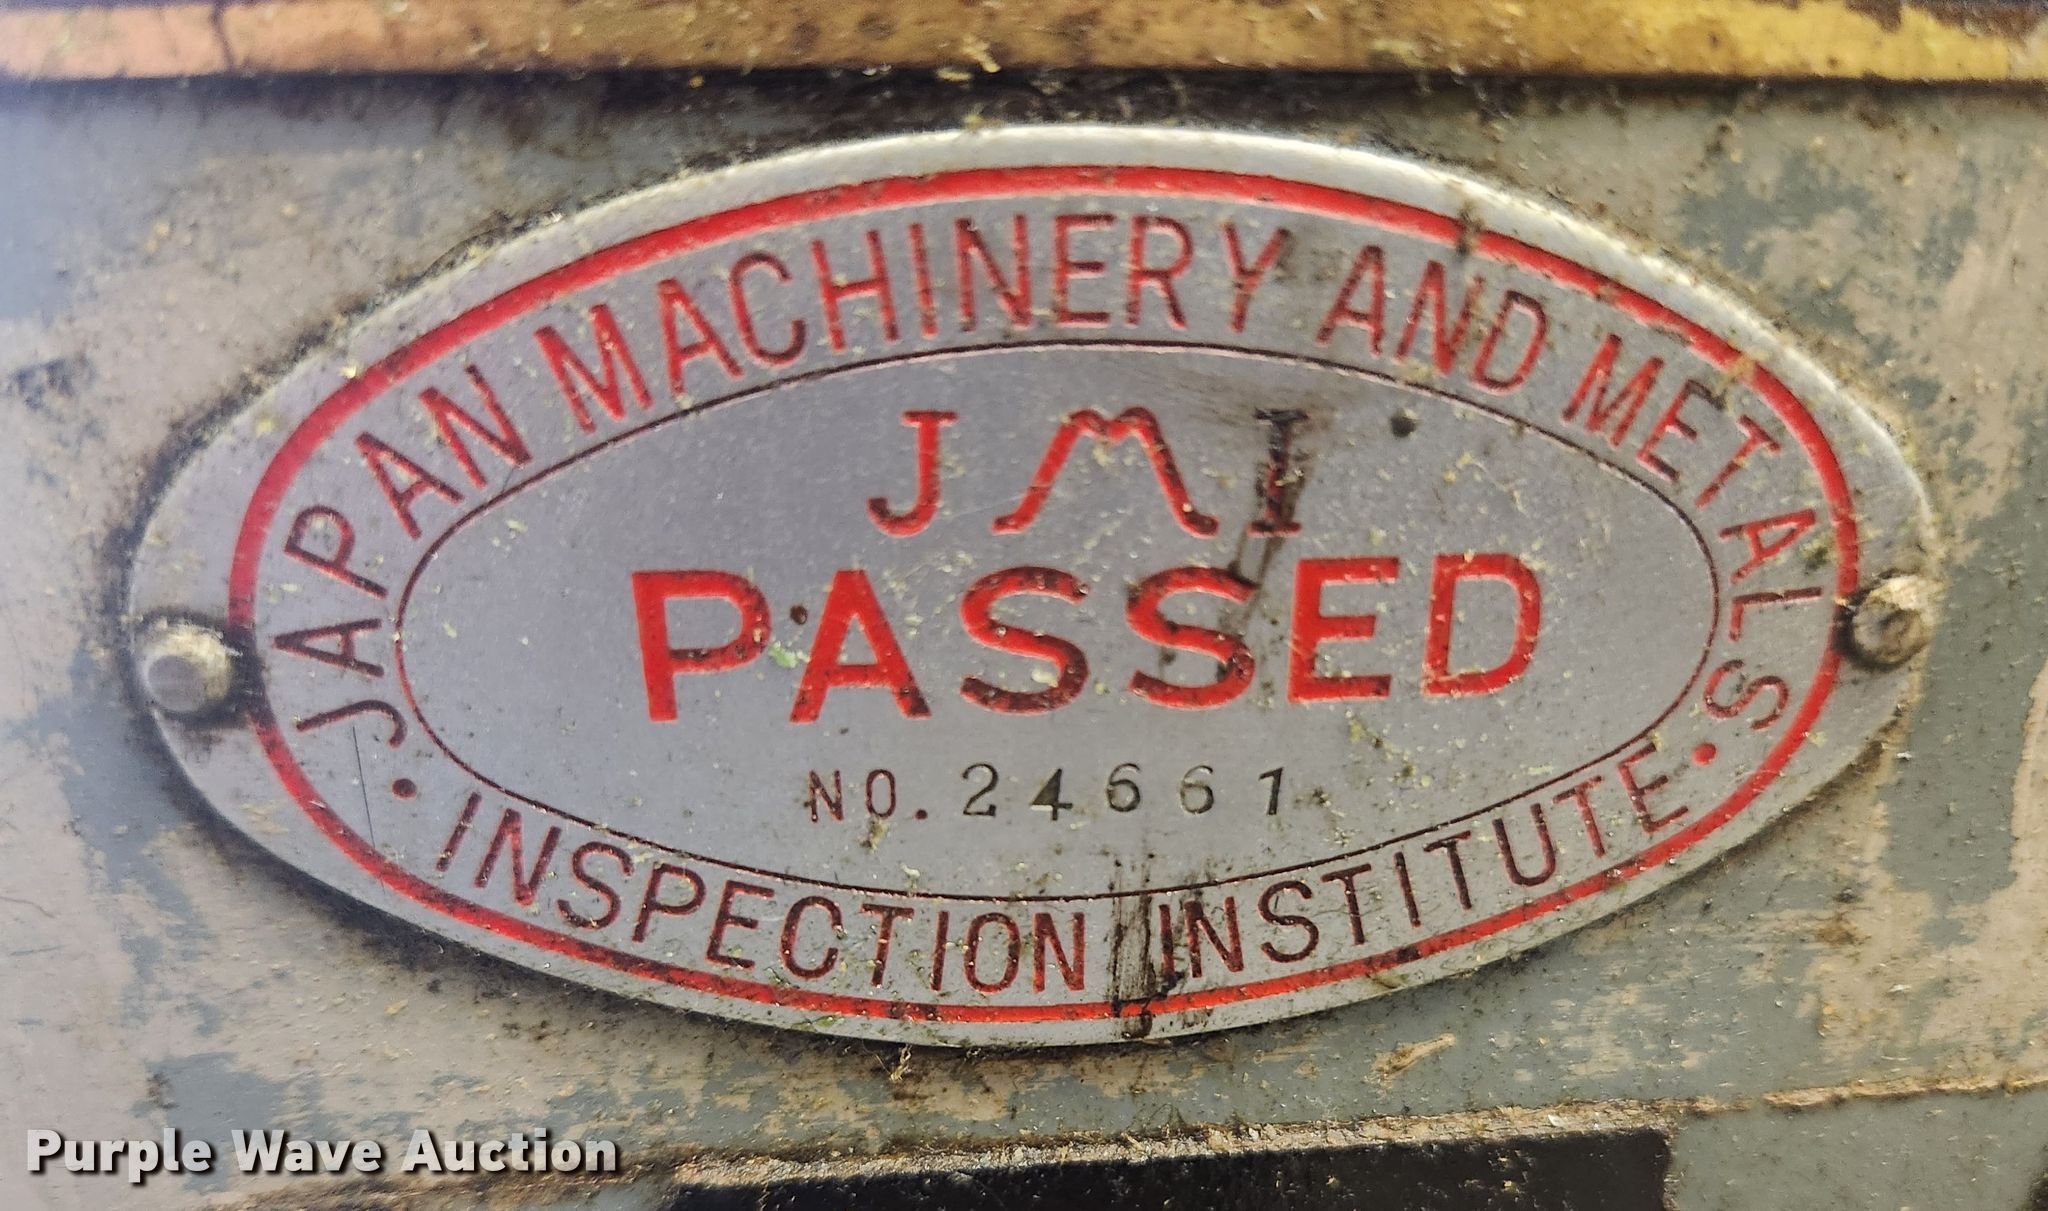 JAPAN MACHINERY AND METALS
JMI
PASSED
NO. 24661
· INSPECTION INSTITUTE ·
Purple Wave Auction